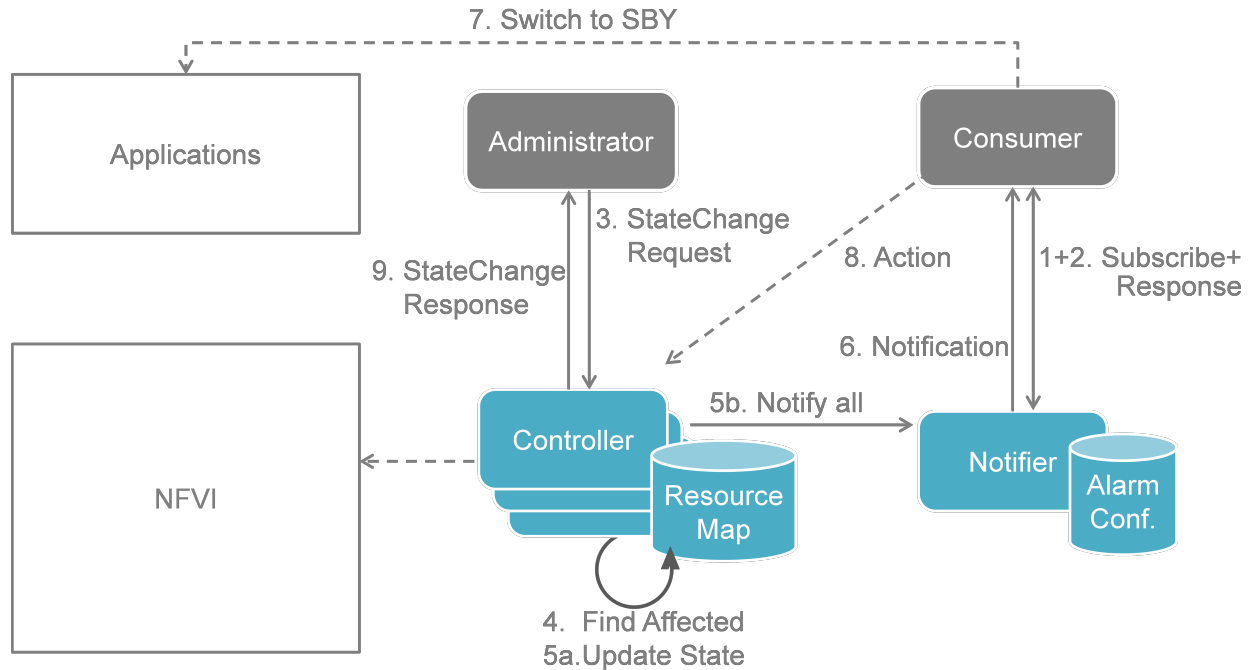 7. Switch to SBY
Applications
Administrator
Consumer
3. StateChange
Request
9. StateChange
Response
8. Action
1+2. Subscribe+
Response
6. Notification
5b. Notify all
Controller
Resource
Map
Notifier
Alarm
Conf.
NFVI
4. Find Affected
5a.Update State